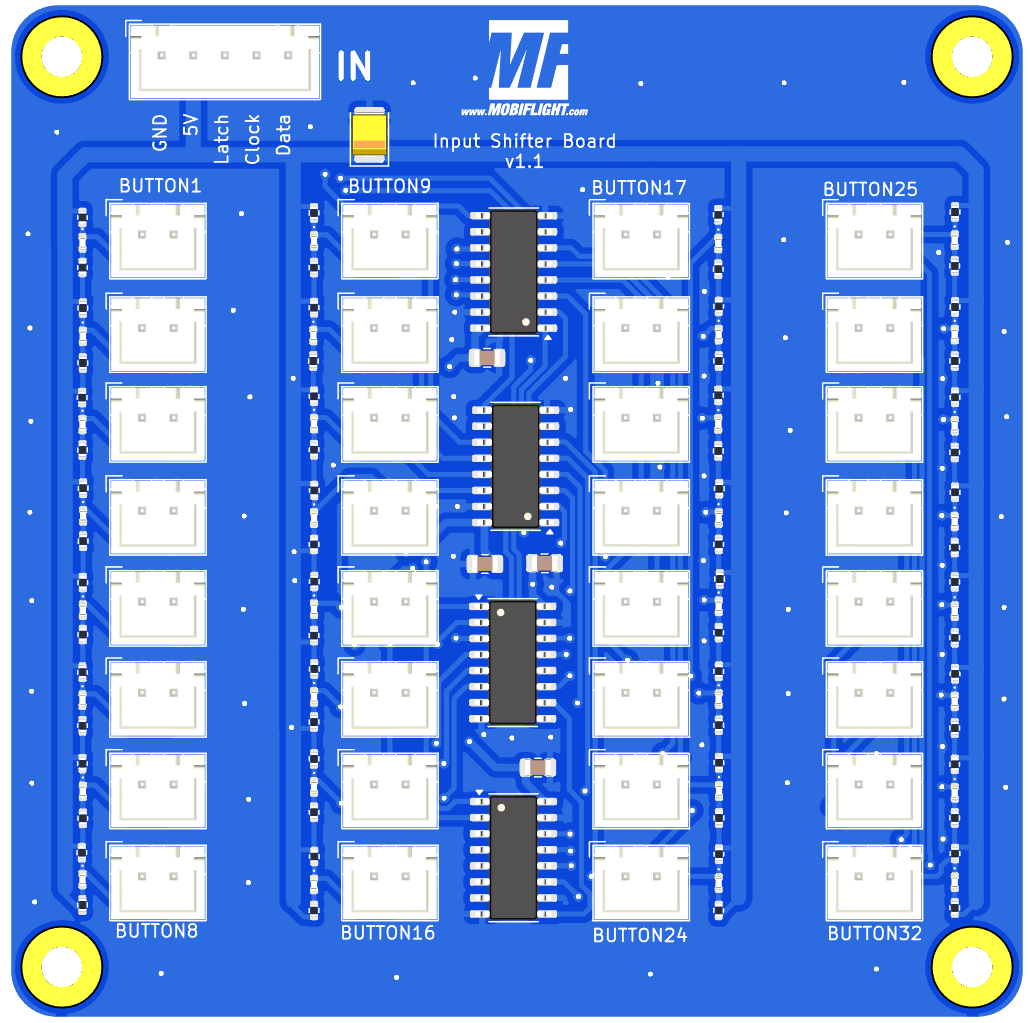 IN
MF
www.MOBIFLIGHT.com
GND
5V
Latch
Clock
Data
Input Shifter Board
v1.1
BUTTON1
BUTTON9
BUTTON17
BUTTON25
BUTTON8
BUTTON16
BUTTON24
BUTTON32